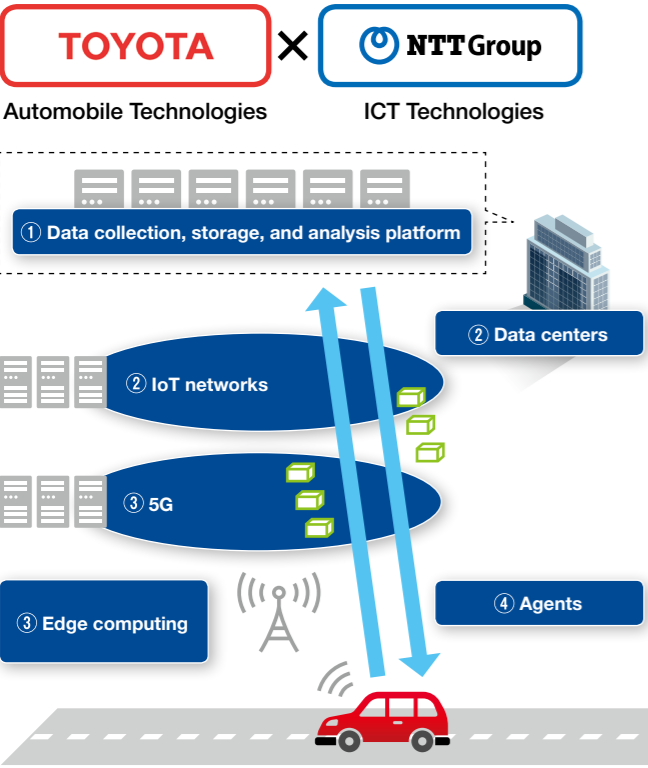 TOYOTA
×
NTT Group
Automobile Technologies
ICT Technologies
① Data collection, storage, and analysis platform
② Data centers
② IoT networks
③ 5G
③ Edge computing
④ Agents